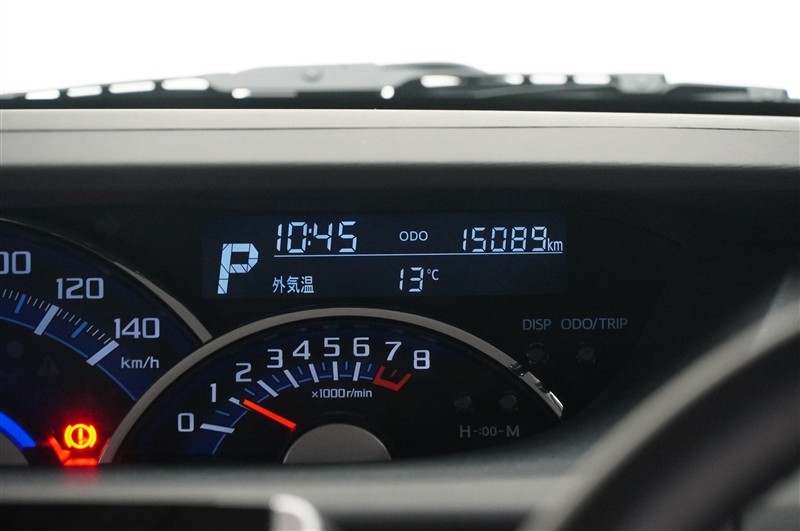 10:45 ODO 15089km
P
外気温 13℃
DISP ODO/TRIP
120
140
km/h
0 1 2 3 4 5 6 7 8
×1000r/min
H-:00-M